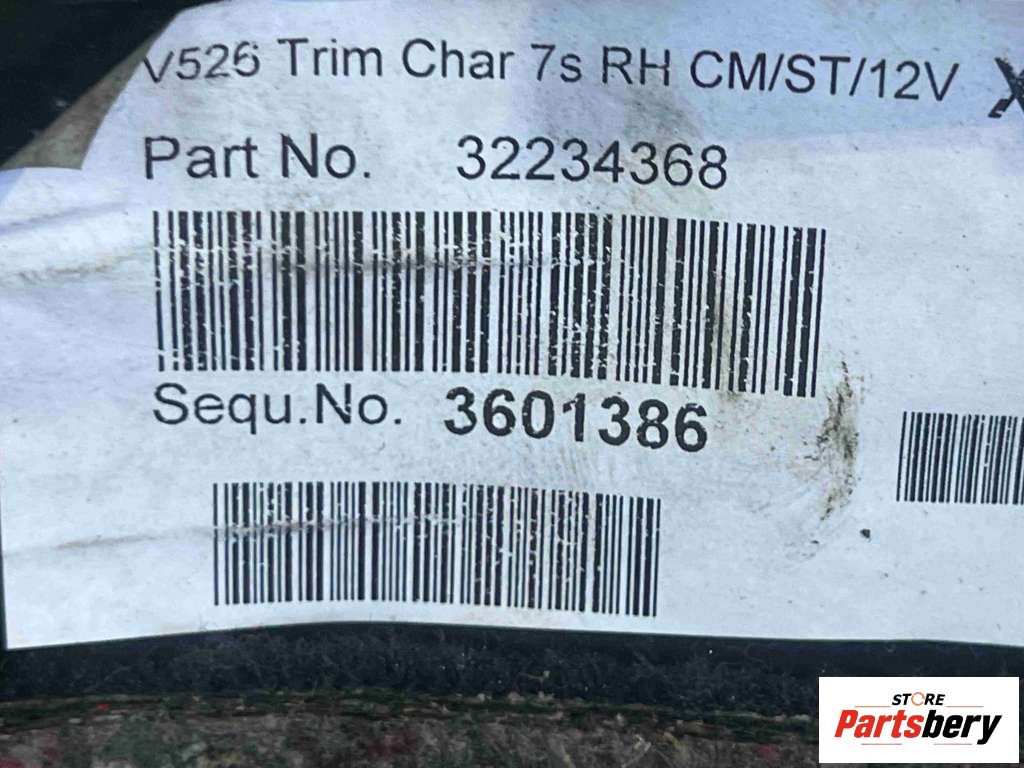 V526 Trim Char 7s RH CM/ST/12V X
Part No. 32234368
Sequ.No. 3601386
STORE
Partsbery